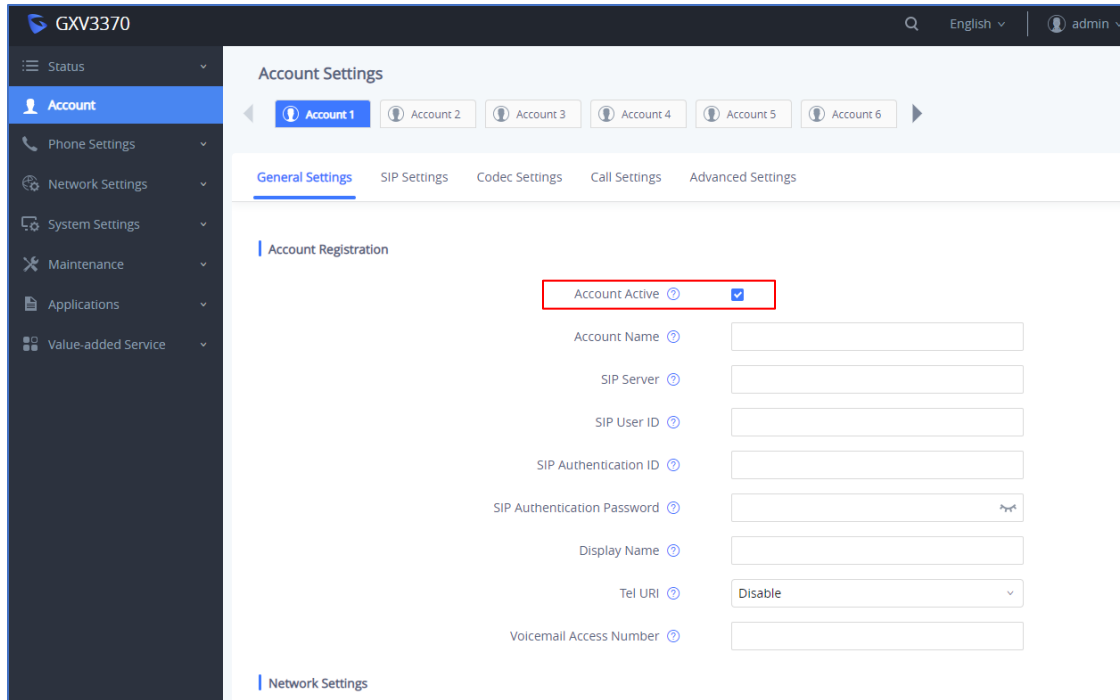 GXV3370
English
admin
Status
Account
Phone Settings
Network Settings
System Settings
Maintenance
Applications
Value-added Service
Account Settings
Account 1
Account 2
Account 3
Account 4
Account 5
Account 6
General Settings
SIP Settings
Codec Settings
Call Settings
Advanced Settings
Account Registration
Account Active ?
Account Name ?
SIP Server ?
SIP User ID ?
SIP Authentication ID ?
SIP Authentication Password ?
Display Name ?
Tel URI ? Disable
Voicemail Access Number ?
Network Settings